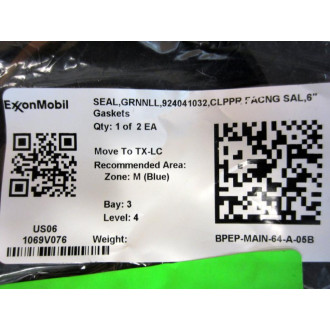 ExxonMobil
SEAL,GRNNLL,924041032,CLPPR FACNG SAL,6"
Gaskets
Qty: 1 of 2 EA
Move To TX-LC
Recommended Area:
Zone: M (Blue)
Bay: 3
Level: 4
US06
1069V076
Weight:
BPEP-MAIN-64-A-05B